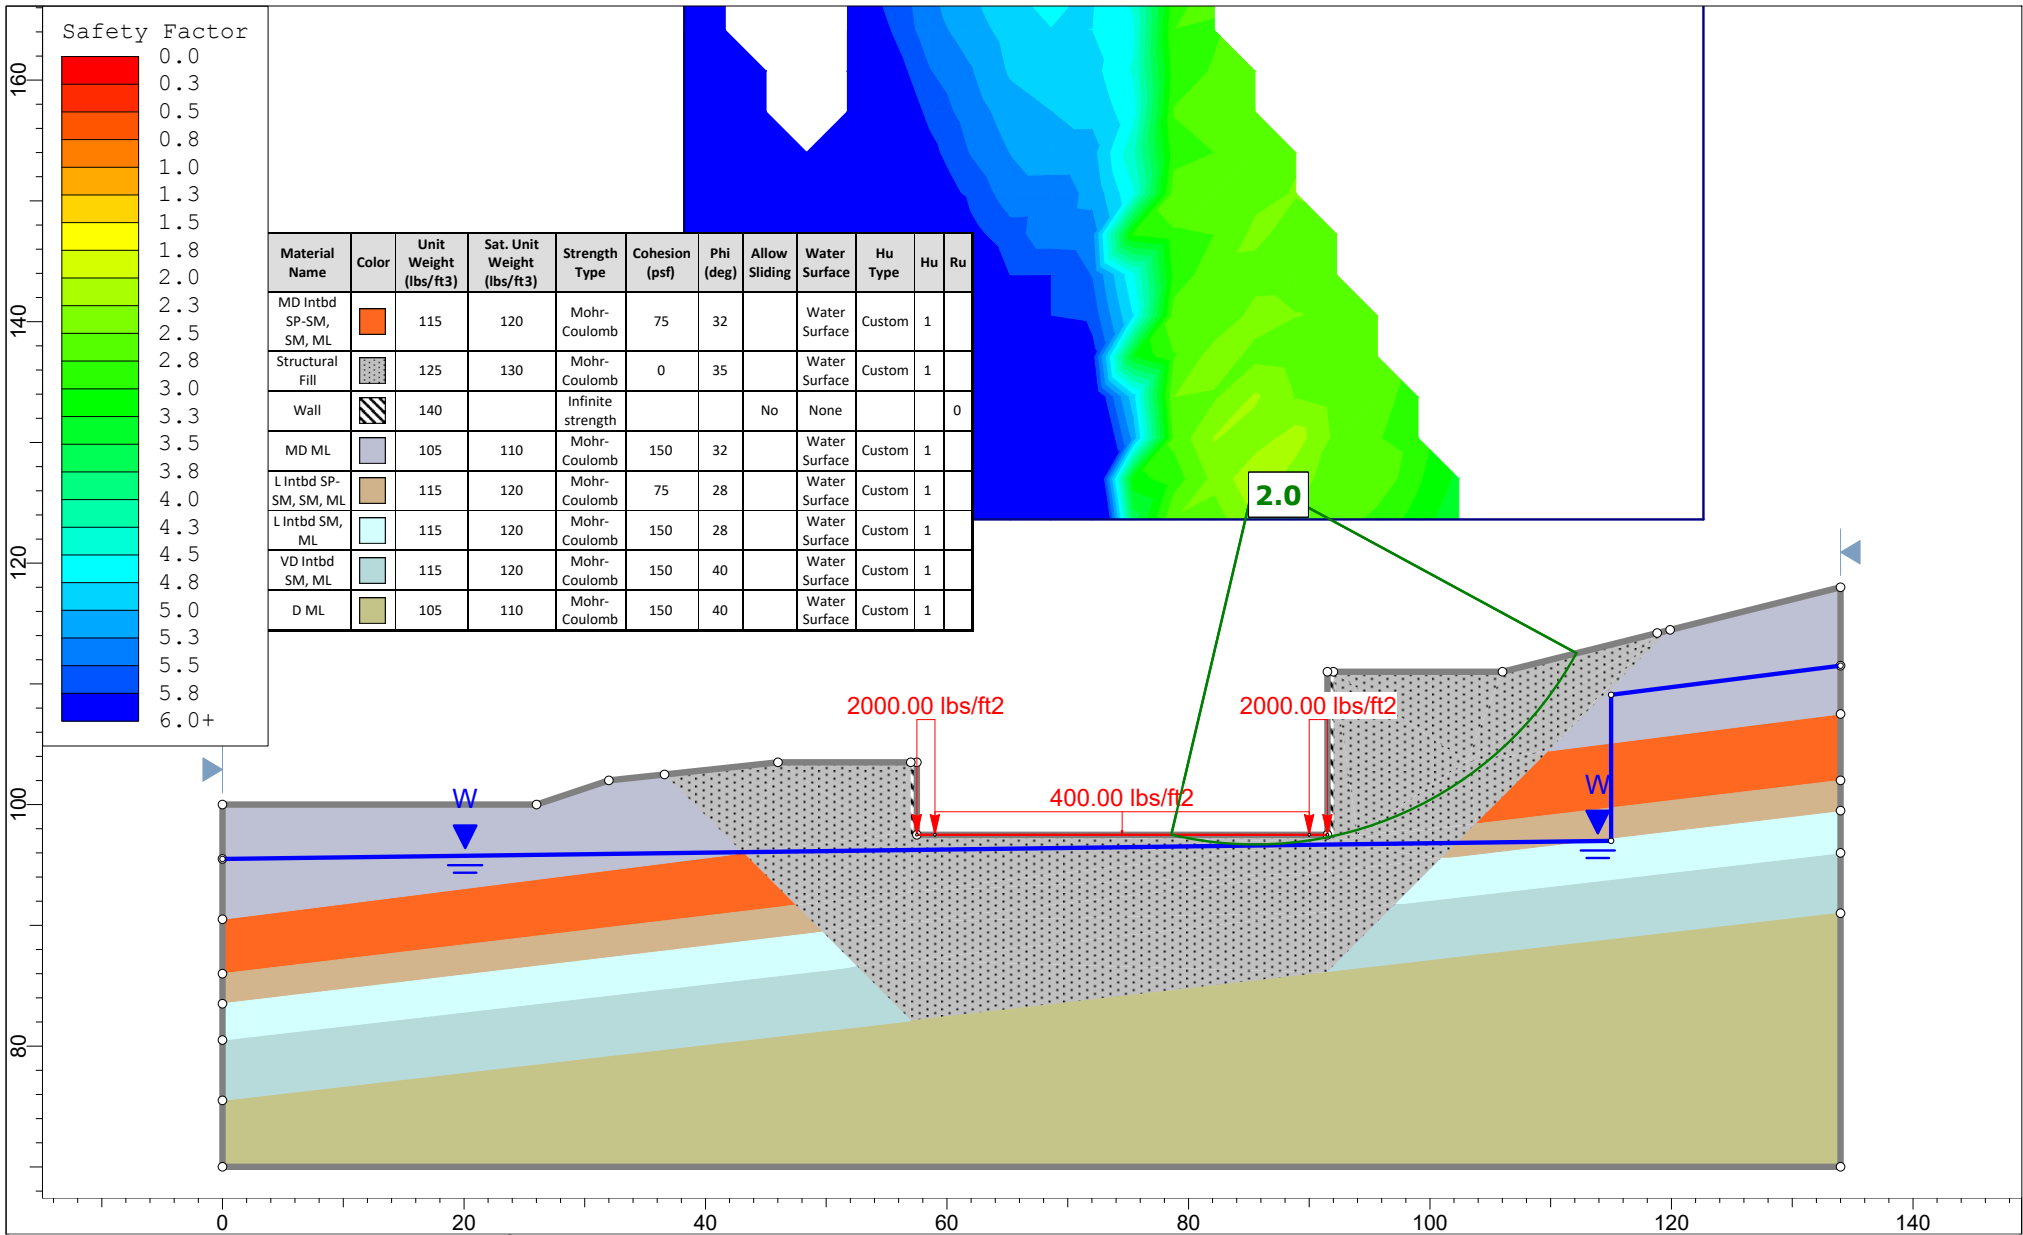 Safety Factor
0.0
0.3
0.5
0.8
1.0
1.3
1.5
1.8
2.0
2.3
2.5
2.8
3.0
3.3
3.5
3.8
4.0
4.3
4.5
4.8
5.0
5.3
5.5
5.8
6.0+
Material Name Color Unit Weight (lbs/ft3) Sat. Unit Weight (lbs/ft3) Strength Type Cohesion (psf) Phi (deg) Allow Sliding Water Surface Hu Type Hu Ru
MD Intbd SP-SM, SM, ML 115 120 Mohr-Coulomb 75 32 Water Surface Custom 1
Structural Fill 125 130 Mohr-Coulomb 0 35 Water Surface Custom 1
Wall 140 Infinite strength No None 0
MD ML 105 110 Mohr-Coulomb 150 32 Water Surface Custom 1
L Intbd SP-SM, SM, ML 115 120 Mohr-Coulomb 75 28 Water Surface Custom 1
L Intbd SM, ML 115 120 Mohr-Coulomb 150 28 Water Surface Custom 1
VD Intbd SM, ML 115 120 Mohr-Coulomb 150 40 Water Surface Custom 1
D ML 105 110 Mohr-Coulomb 150 40 Water Surface Custom 1
2.0
2000.00 lbs/ft2
2000.00 lbs/ft2
400.00 lbs/ft2
W
W
160
140
120
100
80
0 20 40 60 80 100 120 140